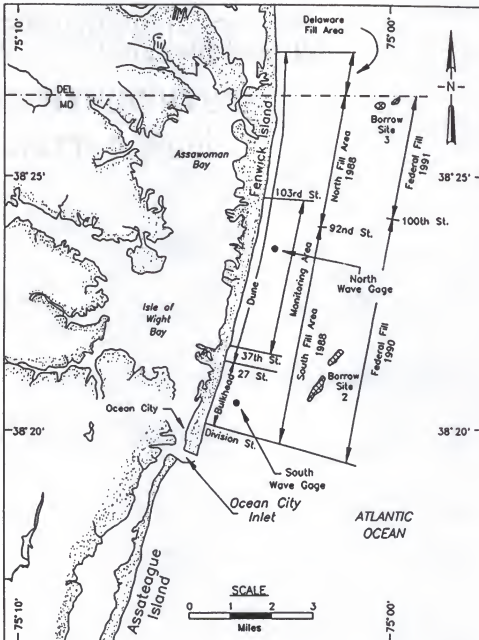 75°10'
75°00'
Delaware
Fill Area
N
DEL
MD
Assawoman
Bay
Fenwick Island
Borrow
Site
3
North Fill Area
1988
Federal Fill
1991
38°25'
38°25'
103rd St.
92nd St.
100th St.
North
Wave Gage
Dune
Monitoring Area
South Fill Area
1988
Federal Fill
1990
Isle of
Wight
Bay
37th St.
27 St.
Borrow
Site
2
Bulkhead
Ocean City
38°20'
38°20'
Division St.
South
Wave Gage
Ocean City
Inlet
ATLANTIC
OCEAN
Assateague
Island
SCALE
0 1 2 3
Miles
75°10'
75°00'